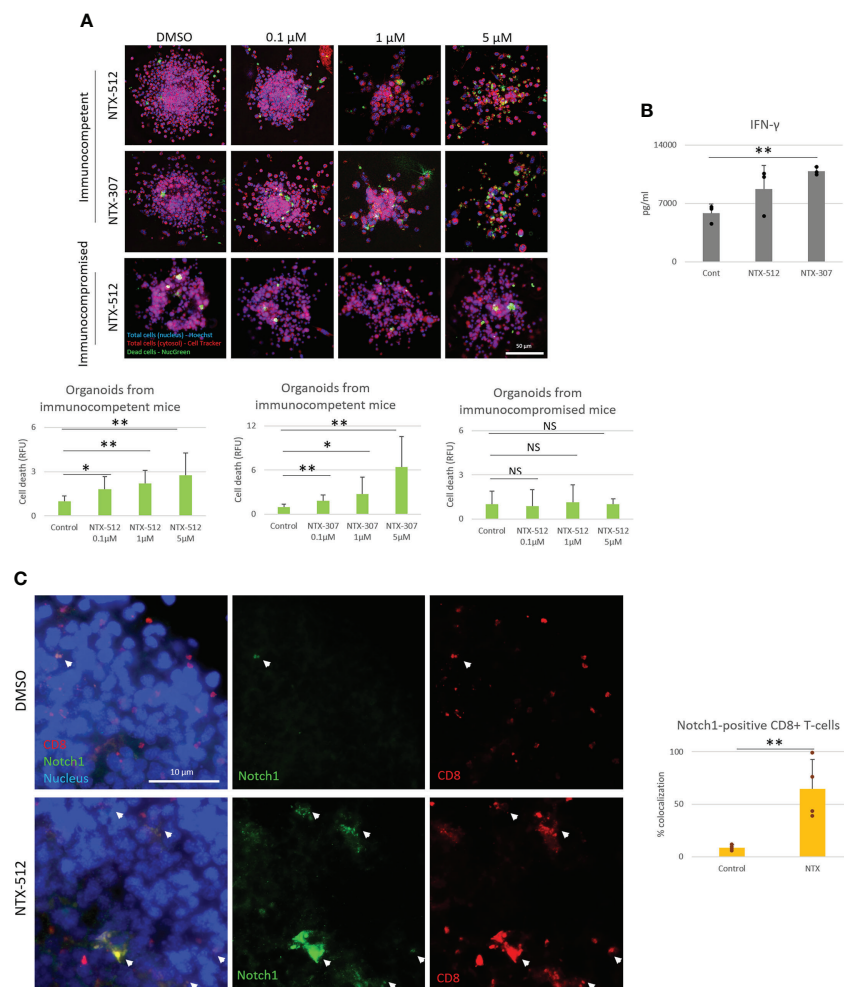 A
DMSO
0.1 µM
1 µM
5 µM
Immunocompetent
NTX-512
NTX-307
Immunocompromised
NTX-512
Total cells (nucleus) - Hoeghst
Total cells (cytosol) - Cell Tracker
Dead cells - NucGreen
50 µm
B
IFN-γ
**
14000
7000
0
pg/ml
Cont
NTX-512
NTX-307
Organoids from
immunocompetent mice
**
**
*
6
3
0
Cell death (RFU)
Control
NTX-512
0.1µM
NTX-512
1µM
NTX-512
5µM
Organoids from
immunocompetent mice
**
*
**
12
6
0
Cell death (RFU)
Control
NTX-307
0.1µM
NTX-307
1µM
NTX-307
5µM
Organoids from
immunocompromised mice
NS
NS
NS
6
3
0
Cell death (RFU)
Control
NTX-512
0.1µM
NTX-512
1µM
NTX-512
5µM
C
DMSO
CD8
Notch1
Nucleus
10 µm
Notch1
CD8
NTX-512
Notch1
CD8
Notch1-positive CD8+ T-cells
**
100
50
0
% colocalization
Control
NTX